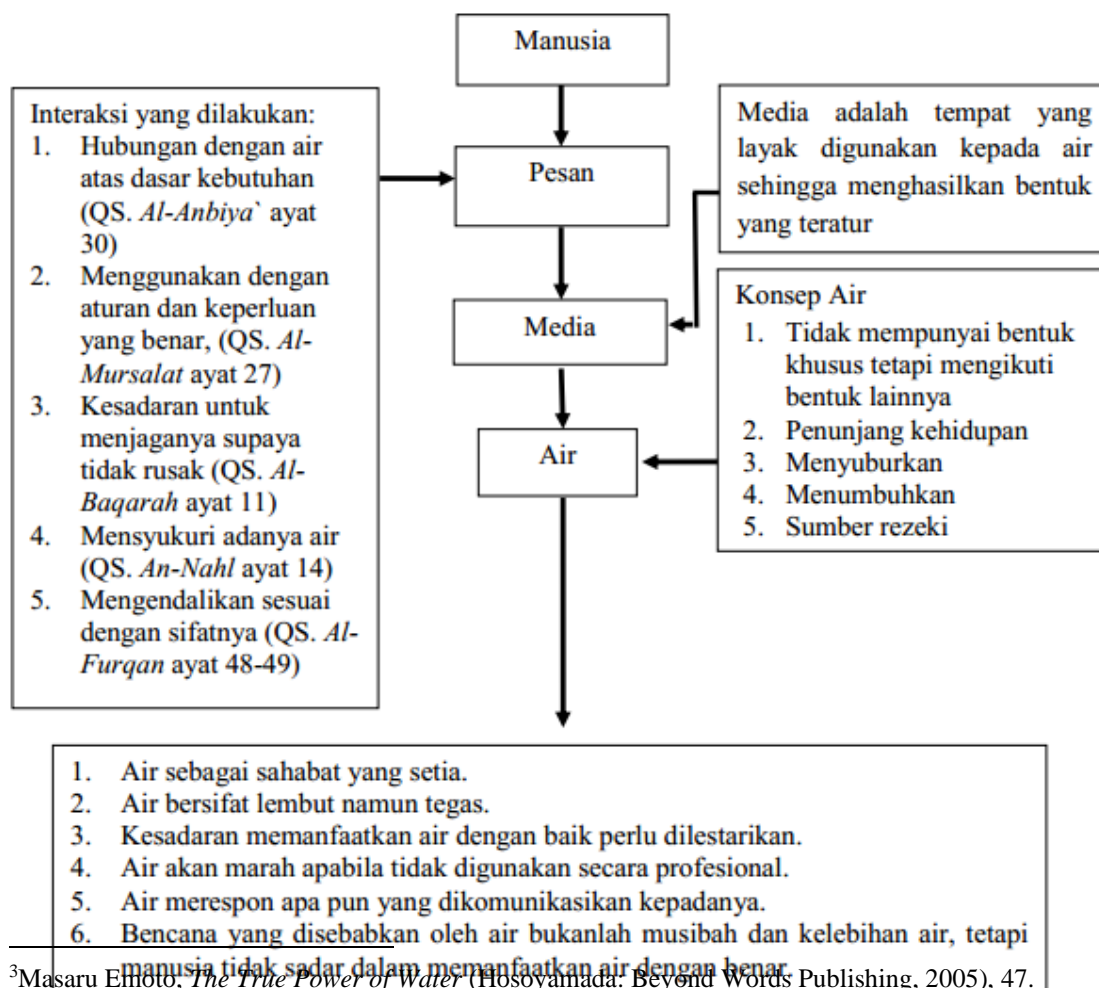 Manusia
Interaksi yang dilakukan:
1. Hubungan dengan air
atas dasar kebutuhan
(QS. Al-Anbiya` ayat
30)
2. Menggunakan dengan
aturan dan keperluan
yang benar, (QS. Al-
Mursalat ayat 27)
3. Kesadaran untuk
menjaganya supaya
tidak rusak (QS. Al-
Baqarah ayat 11)
4. Mensyukuri adanya air
(QS. An-Nahl ayat 14)
5. Mengendalikan sesuai
dengan sifatnya (QS. Al-
Furqan ayat 48-49)
Pesan
Media adalah tempat yang
layak digunakan kepada air
sehingga menghasilkan bentuk
yang teratur
Media
Konsep Air
1. Tidak mempunyai bentuk
khusus tetapi mengikuti
bentuk lainnya
2. Penunjang kehidupan
3. Menyuburkan
4. Menumbuhkan
5. Sumber rezeki
Air
1. Air sebagai sahabat yang setia.
2. Air bersifat lembut namun tegas.
3. Kesadaran memanfaatkan air dengan baik perlu dilestarikan.
4. Air akan marah apabila tidak digunakan secara profesional.
5. Air merespon apa pun yang dikomunikasikan kepadanya.
6. Bencana yang disebabkan oleh air bukanlah musibah dan kelebihan air, tetapi
manusia tidak sadar dalam memanfaatkan air dengan benar.
³Masaru Emoto, The True Power of Water (Hosoyamada: Beyond Words Publishing, 2005), 47.